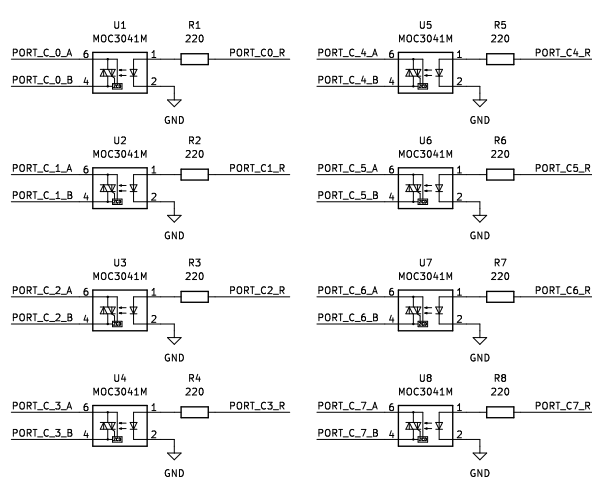 U1 R1 U5 R5
MOC3041M 220 MOC3041M 220
PORT_C_0_A 6 1 PORT_C0_R PORT_C_4_A 6 1 PORT_C4_R
PORT_C_0_B 4 2 PORT_C_4_B 4 2
GND GND
U2 R2 U6 R6
MOC3041M 220 MOC3041M 220
PORT_C_1_A 6 1 PORT_C1_R PORT_C_5_A 6 1 PORT_C5_R
PORT_C_1_B 4 2 PORT_C_5_B 4 2
GND GND
U3 R3 U7 R7
MOC3041M 220 MOC3041M 220
PORT_C_2_A 6 1 PORT_C2_R PORT_C_6_A 6 1 PORT_C6_R
PORT_C_2_B 4 2 PORT_C_6_B 4 2
GND GND
U4 R4 U8 R8
MOC3041M 220 MOC3041M 220
PORT_C_3_A 6 1 PORT_C3_R PORT_C_7_A 6 1 PORT_C7_R
PORT_C_3_B 4 2 PORT_C_7_B 4 2
GND GND